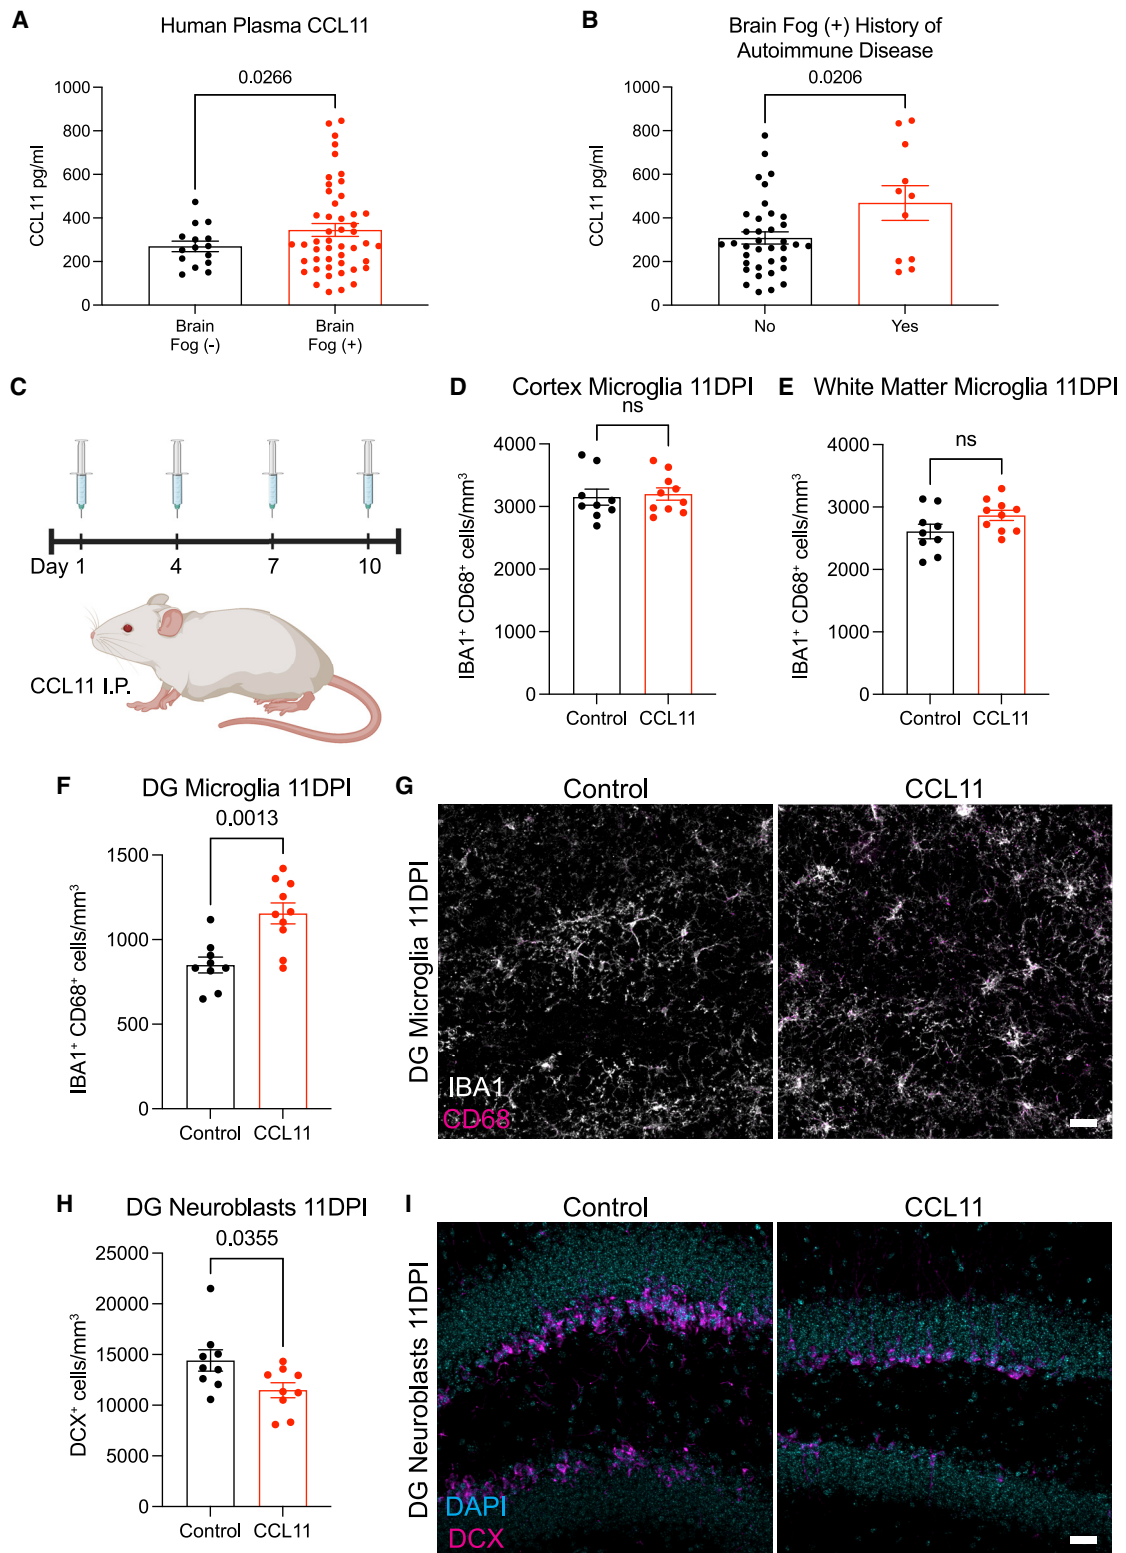 A
Human Plasma CCL11
0.0266
CCL11 pg/ml
1000
800
600
400
200
0
Brain
Fog (-)
Brain
Fog (+)
B
Brain Fog (+) History of
Autoimmune Disease
0.0206
CCL11 pg/ml
1000
800
600
400
200
0
No
Yes
C
Day 1
4
7
10
CCL11 I.P.
D
Cortex Microglia 11DPI
ns
IBA1⁺ CD68⁺ cells/mm³
4000
3000
2000
1000
0
Control
CCL11
E
White Matter Microglia 11DPI
ns
IBA1⁺ CD68⁺ cells/mm³
4000
3000
2000
1000
0
Control
CCL11
F
DG Microglia 11DPI
0.0013
IBA1⁺ CD68⁺ cells/mm³
1500
1000
500
0
Control
CCL11
G
Control
CCL11
DG Microglia 11DPI
IBA1
CD68
H
DG Neuroblasts 11DPI
0.0355
DCX⁺ cells/mm³
25000
20000
15000
10000
5000
0
Control
CCL11
I
Control
CCL11
DG Neuroblasts 11DPI
DAPI
DCX